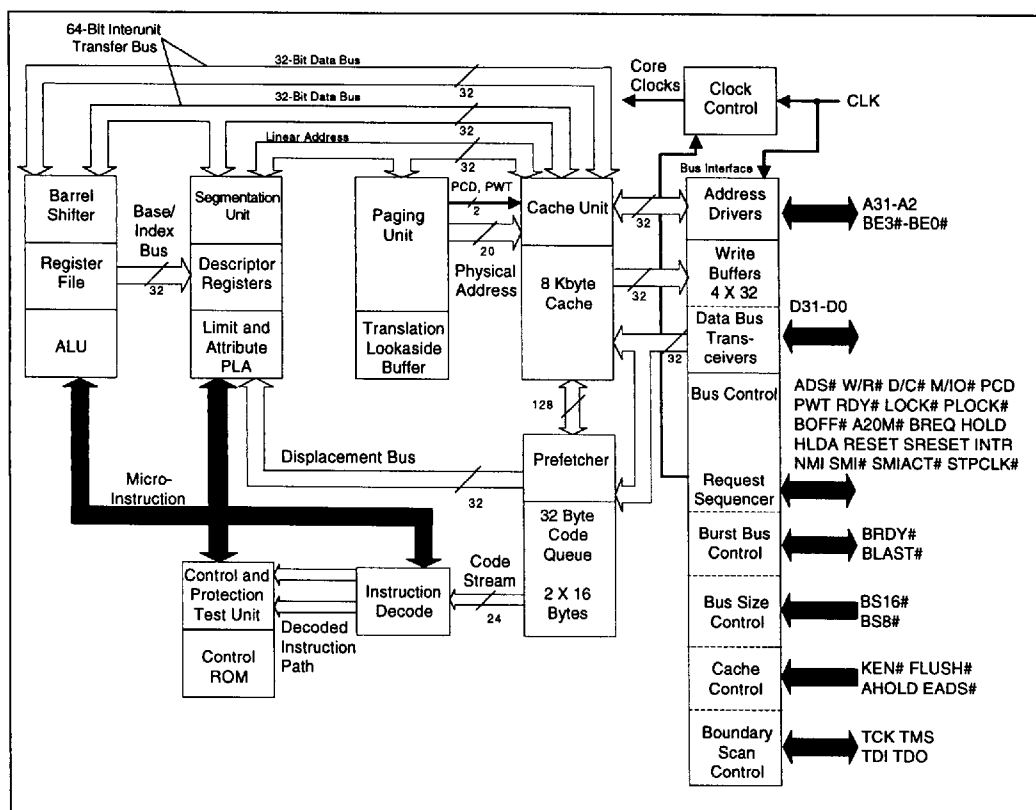 64-Bit Interunit
Transfer Bus
32-Bit Data Bus
32
32-Bit Data Bus
32
Linear Address
32
Core
Clocks
Clock
Control
CLK
Bus Interface
Barrel
Shifter
Register
File
ALU
Base/
Index
Bus
32
Segmentation
Unit
Descriptor
Registers
Limit and
Attribute
PLA
Paging
Unit
Translation
Lookaside
Buffer
PCD, PWT
2
20
Physical
Address
Cache Unit
8 Kbyte
Cache
32
32
32
Address
Drivers
Write
Buffers
4 X 32
Data Bus
Trans-
ceivers
Bus Control
Request
Sequencer
Burst Bus
Control
Bus Size
Control
Cache
Control
Boundary
Scan
Control
A31-A2
BE3#-BE0#
D31-D0
ADS# W/R# D/C# M/IO# PCD
PWT RDY# LOCK# PLOCK#
BOFF# A20M# BREQ HOLD
HLDA RESET SRESET INTR
NMI SMI# SMIACT# STPCLK#
BRDY#
BLAST#
BS16#
BS8#
KEN# FLUSH#
AHOLD EADS#
TCK TMS
TDI TDO
128
Displacement Bus
32
Prefetcher
32 Byte
Code
Queue
2 X 16
Bytes
Micro-
Instruction
Control and
Protection
Test Unit
Control
ROM
Decoded
Instruction
Path
Instruction
Decode
Code
Stream
24